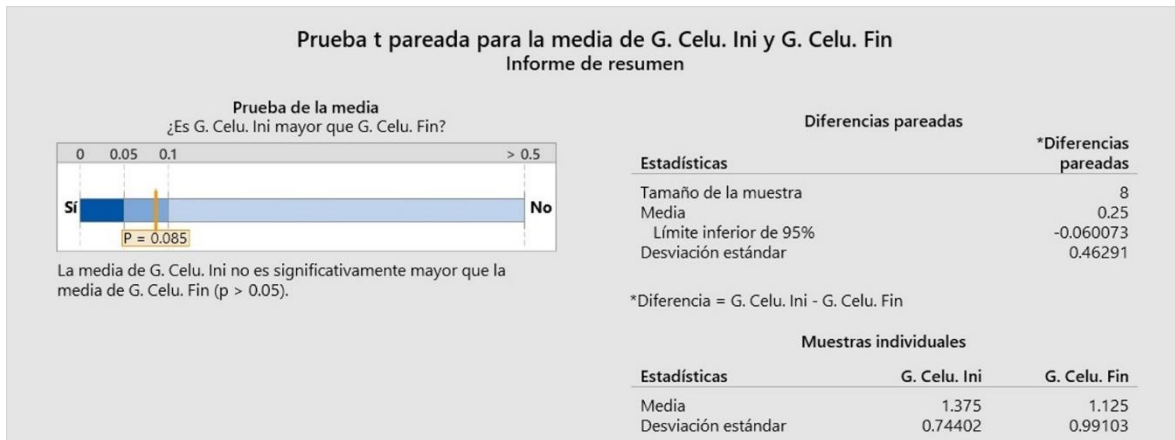 Prueba t pareada para la media de G. Celu. Ini y G. Celu. Fin
Informe de resumen
Prueba de la media
¿Es G. Celu. Ini mayor que G. Celu. Fin?
0 0.05 0.1 > 0.5
Sí No
P = 0.085
La media de G. Celu. Ini no es significativamente mayor que la
media de G. Celu. Fin (p > 0.05).
Diferencias pareadas
*Diferencias
Estadísticas pareadas
Tamaño de la muestra 8
Media 0.25
Límite inferior de 95% -0.060073
Desviación estándar 0.46291
*Diferencia = G. Celu. Ini - G. Celu. Fin
Muestras individuales
Estadísticas G. Celu. Ini G. Celu. Fin
Media 1.375 1.125
Desviación estándar 0.74402 0.99103